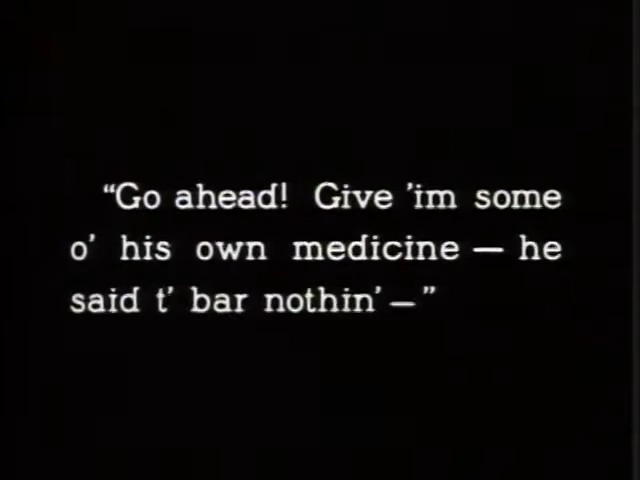 “Go ahead! Give ’im some
o’ his own medicine — he
said t’ bar nothin’ — ”